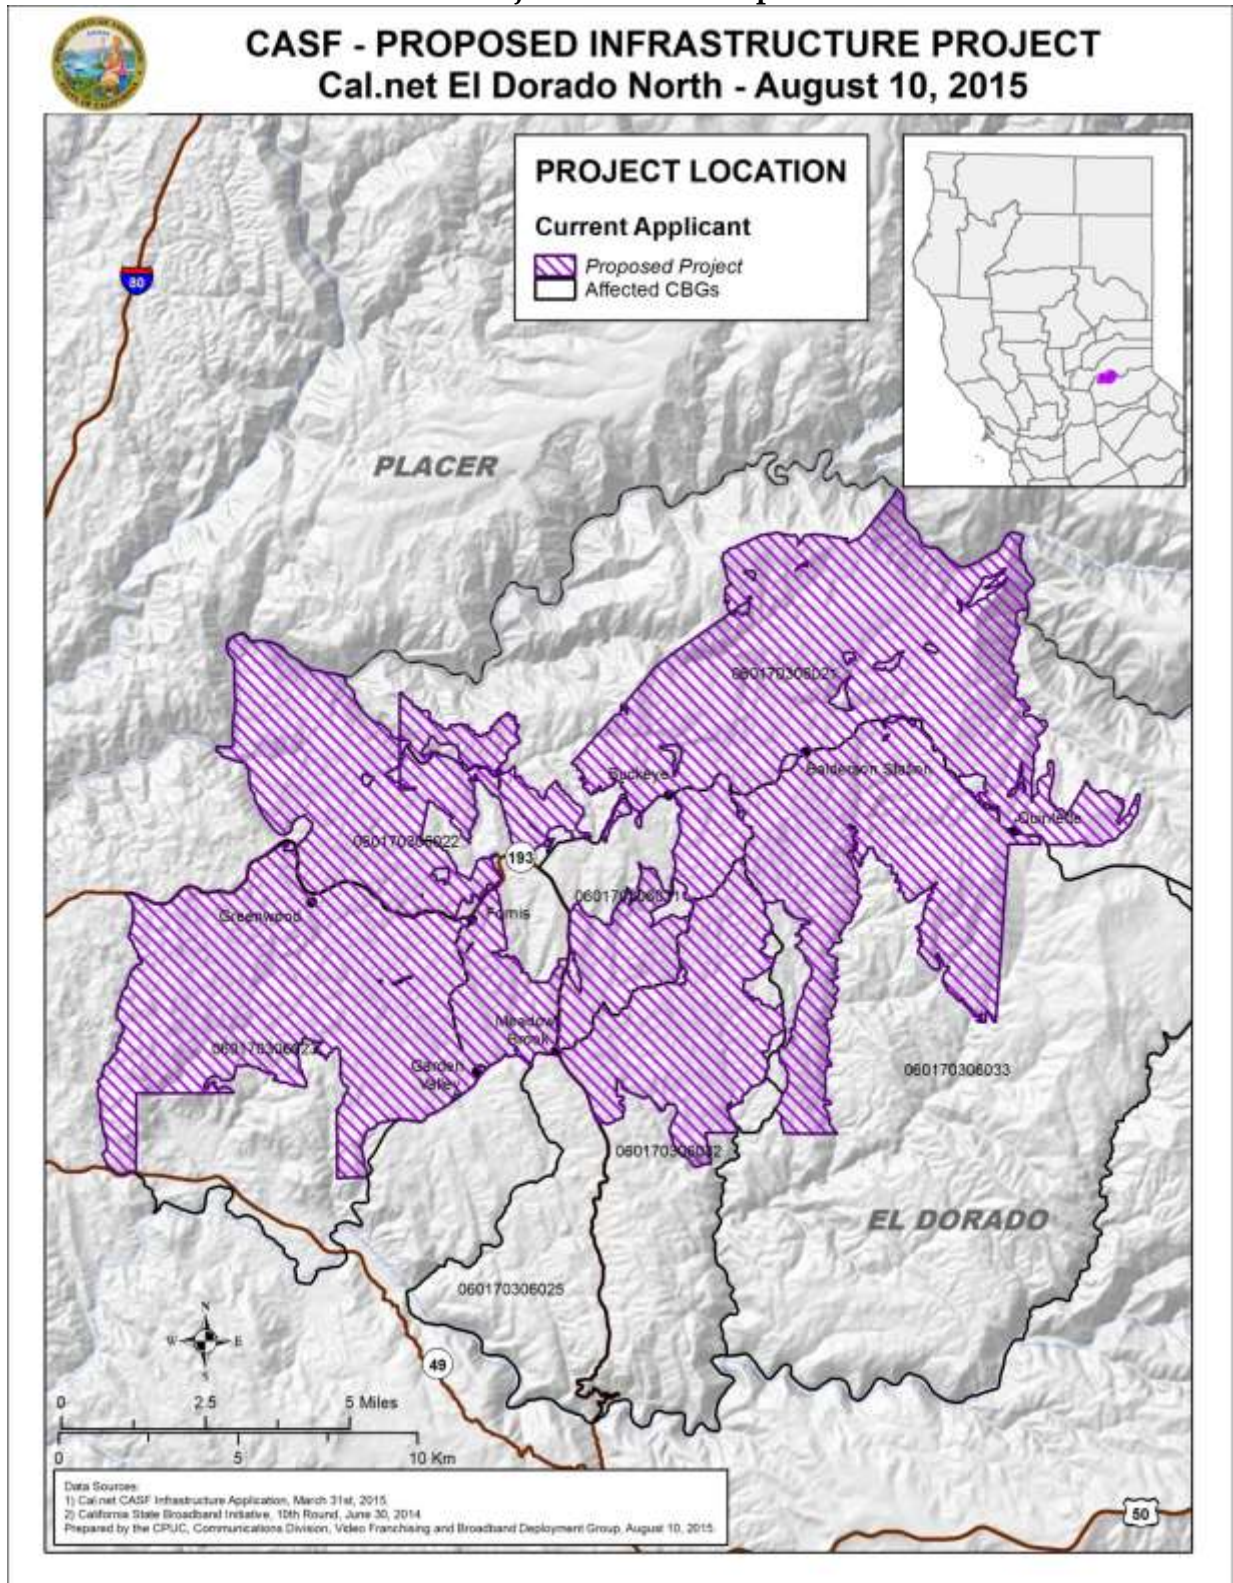 CASF - PROPOSED INFRASTRUCTURE PROJECT
Cal.net El Dorado North - August 10, 2015
PROJECT LOCATION
Current Applicant
Proposed Project
Affected CBGs
80
PLACER
060170306021
Buckeye
Balderson Station
Quintette
060170306022
193
060170306031
Greenwood
Fornis
Meadow
Brook
060170306023
Garden
Valley
060170306033
060170306032
EL DORADO
060170306025
N
W
E
S
49
0
2.5
5 Miles
0
5
10 Km
Data Sources:
1) Cal.net CASF Infrastructure Application, March 31st, 2015.
2) California State Broadband Initiative, 10th Round, June 30, 2014
Prepared by the CPUC, Communications Division, Video Franchising and Broadband Deployment Group, August 10, 2015.
50